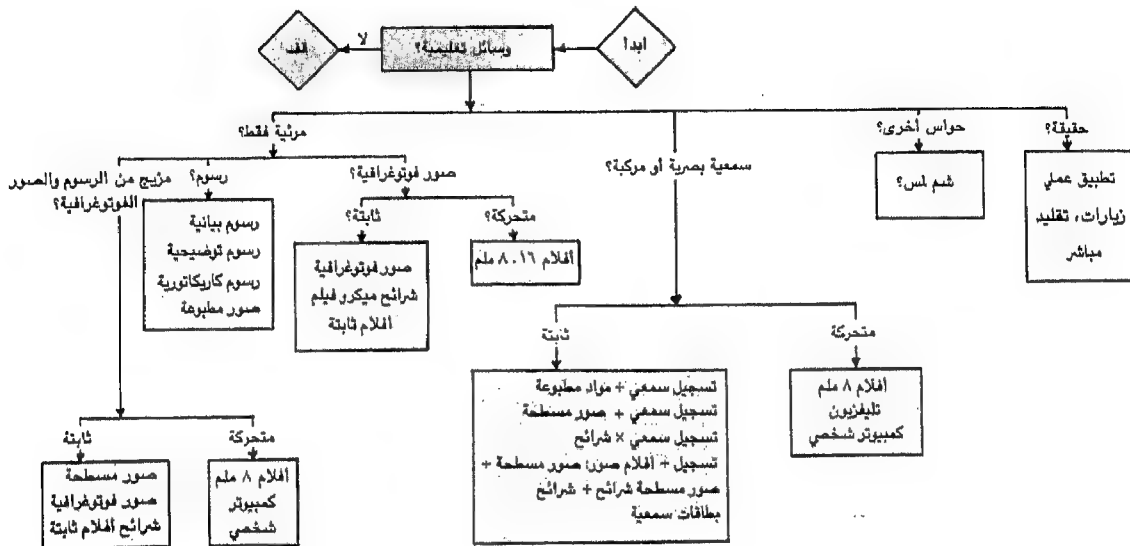 ابدا
وسائل تعليمية؟
لا
قف
حقيقة؟
تطبيق عملي
زيارات، تقليد
مباشر
حواس أخرى؟
شم لمس؟
سمعية بصرية أو مركبة؟
متحركة؟
أفلام ٨ ملم
تليفزيون
كمبيوتر شخصي
ثابتة
تسجيل سمعي + مواد مطبوعة
تسجيل سمعي + صور مسطحة
تسجيل سمعي × شرائح
تسجيل + أفلام صور؛ صور مسطحة +
صور مسطحة شرائح + شرائح
بطاقات سمعية
مرئية فقط؟
صور فوتوغرافية؟
متحركة؟
أفلام ٨،١٦ ملم
ثابتة؟
صور فوتوغرافية
شرائح ميكرو فيلم
أفلام ثابتة
رسوم؟
رسوم بيانية
رسوم توضيحية
رسوم كاريكاتورية
صور مطبوعة
مزيج من الرسوم والصور
الفوتوغرافية؟
متحركة
أفلام ٨ ملم
كمبيوتر
شخصي
ثابتة
صور مسطحة
صور فوتوغرافية
شرائح أفلام ثابتة